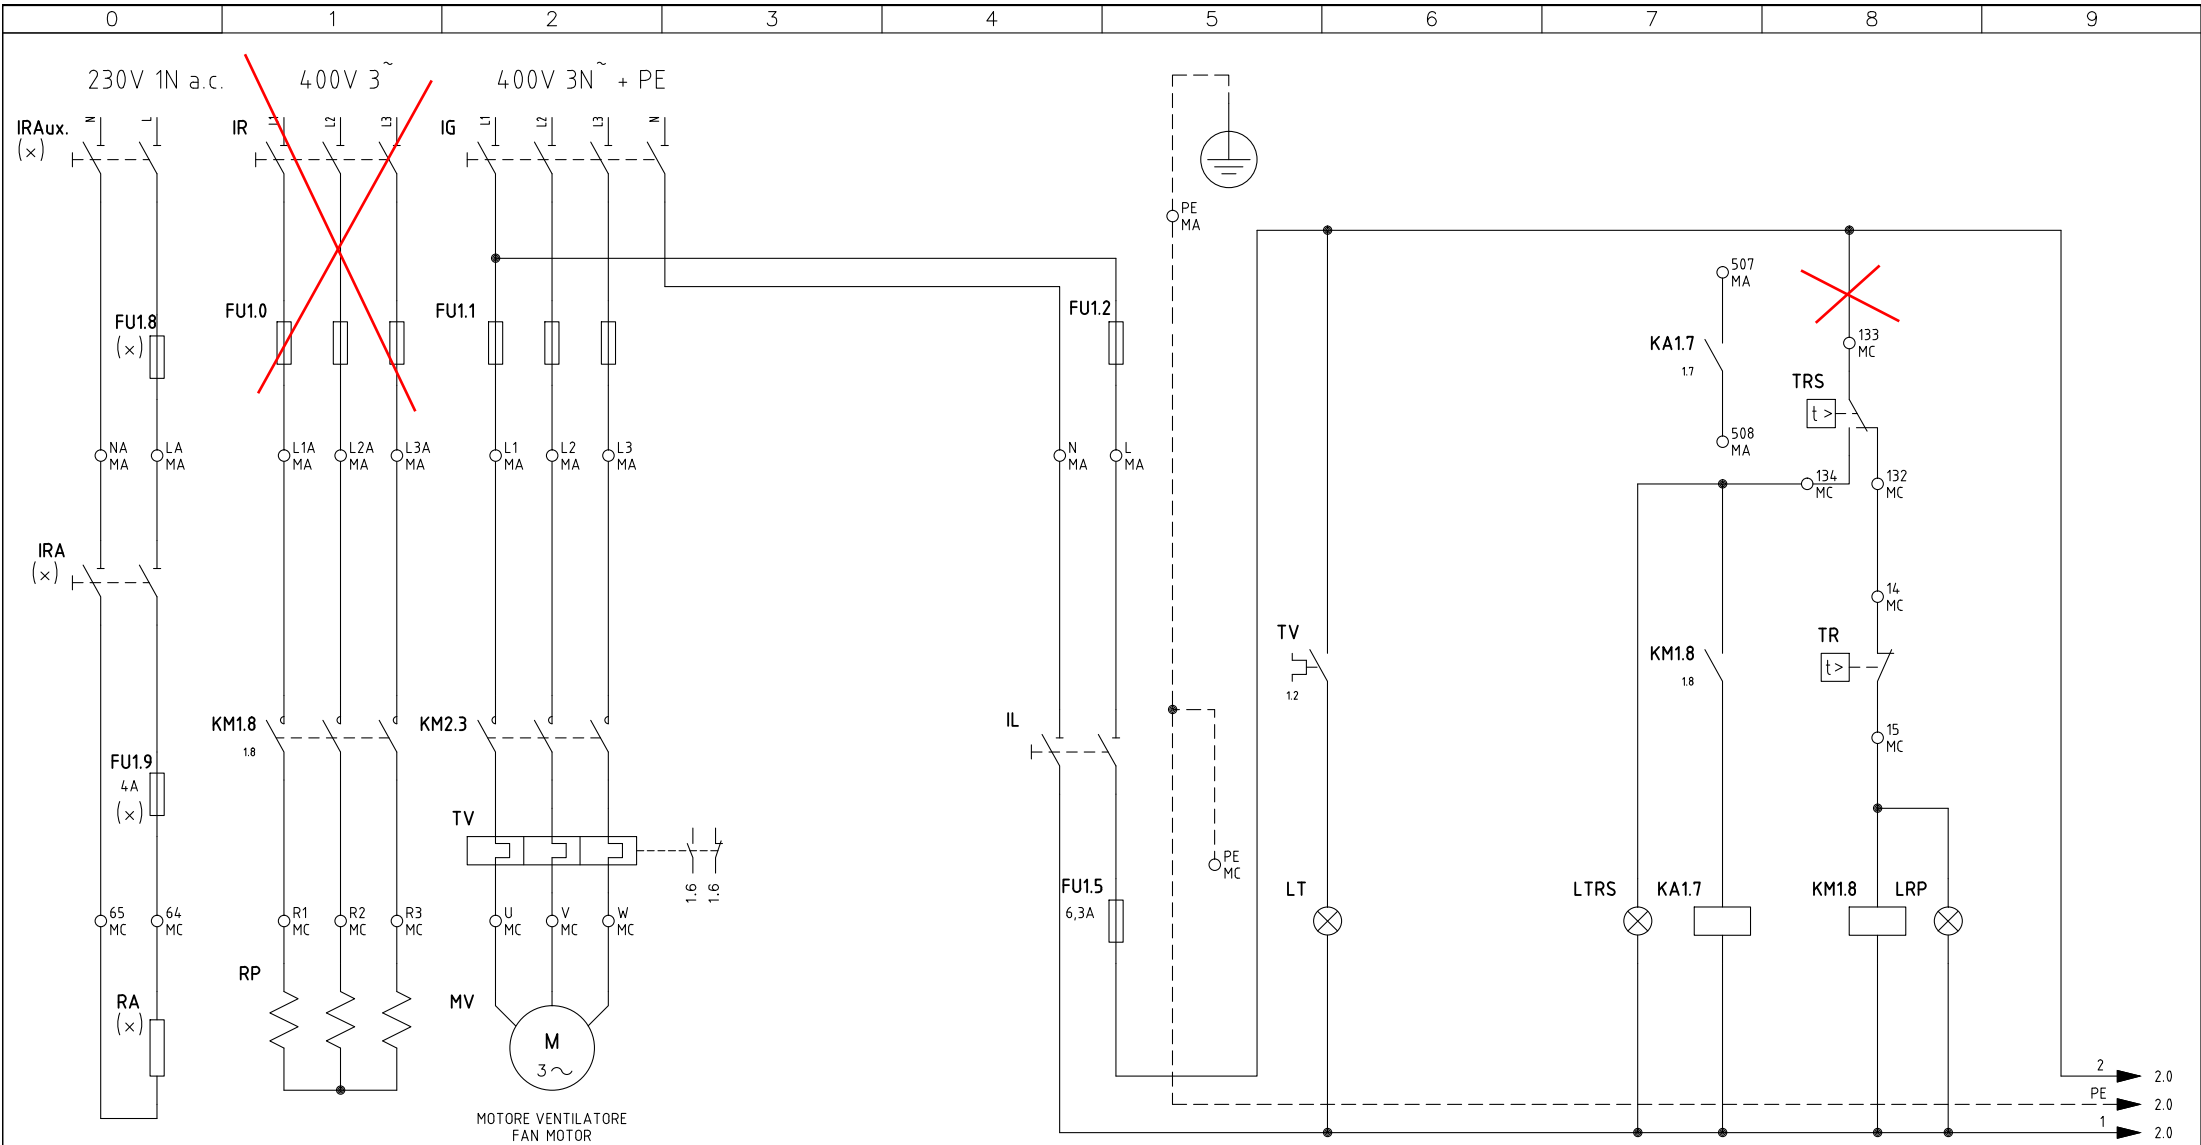 0 1 2 3 4 5 6 7 8 9
230V 1N a.c. 400V 3~ 400V 3N~ + PE
IRAux. (×) N L IR L1 L2 L3 IG L1 L2 L3 N
PE MA
507 MA
FU1.8 (×) FU1.0 FU1.1 FU1.2
KA1.7 1.7
133 MC
TRS t>
NA MA LA MA L1A MA L2A MA L3A MA L1 MA L2 MA L3 MA N MA L MA
508 MA
134 MC 132 MC
IRA (×)
14 MC
TV 1.2
KM1.8 1.8
TR t>
KM1.8 1.8 KM2.3 IL
15 MC
FU1.9 4A (×)
TV 1.6 1.6
PE MC
FU1.5 6,3A
LT LTRS KA1.7 KM1.8 LRP
65 MC 64 MC R1 MC R2 MC R3 MC U MC V MC W MC
RP MV
RA (×)
M 3~
MOTORE VENTILATORE
FAN MOTOR
2 2.0
PE 2.0
1 2.0